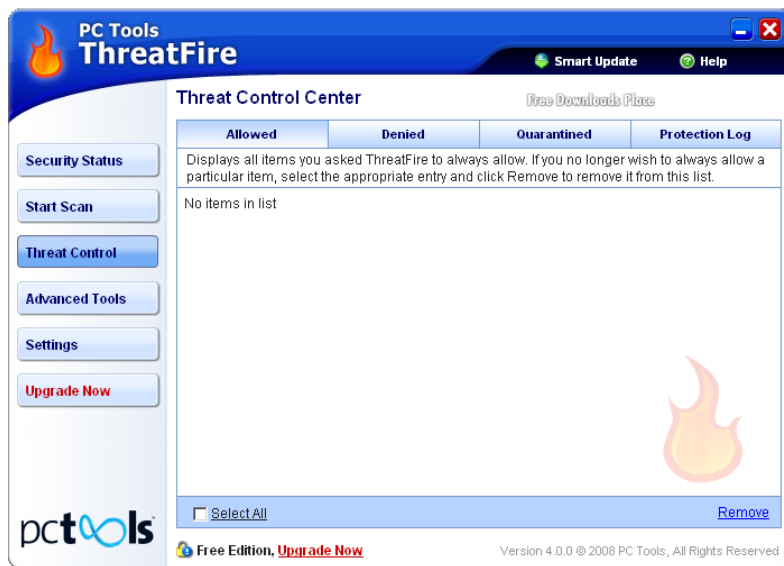 PC Tools
ThreatFire
Smart Update
Help
Threat Control Center
Free Downloads Place
Allowed
Denied
Quarantined
Protection Log
Displays all items you asked ThreatFire to always allow. If you no longer wish to always allow a
particular item, select the appropriate entry and click Remove to remove it from this list.
No items in list
Security Status
Start Scan
Threat Control
Advanced Tools
Settings
Upgrade Now
Select All
Remove
pctools
Free Edition, Upgrade Now
Version 4.0.0 © 2008 PC Tools, All Rights Reserved